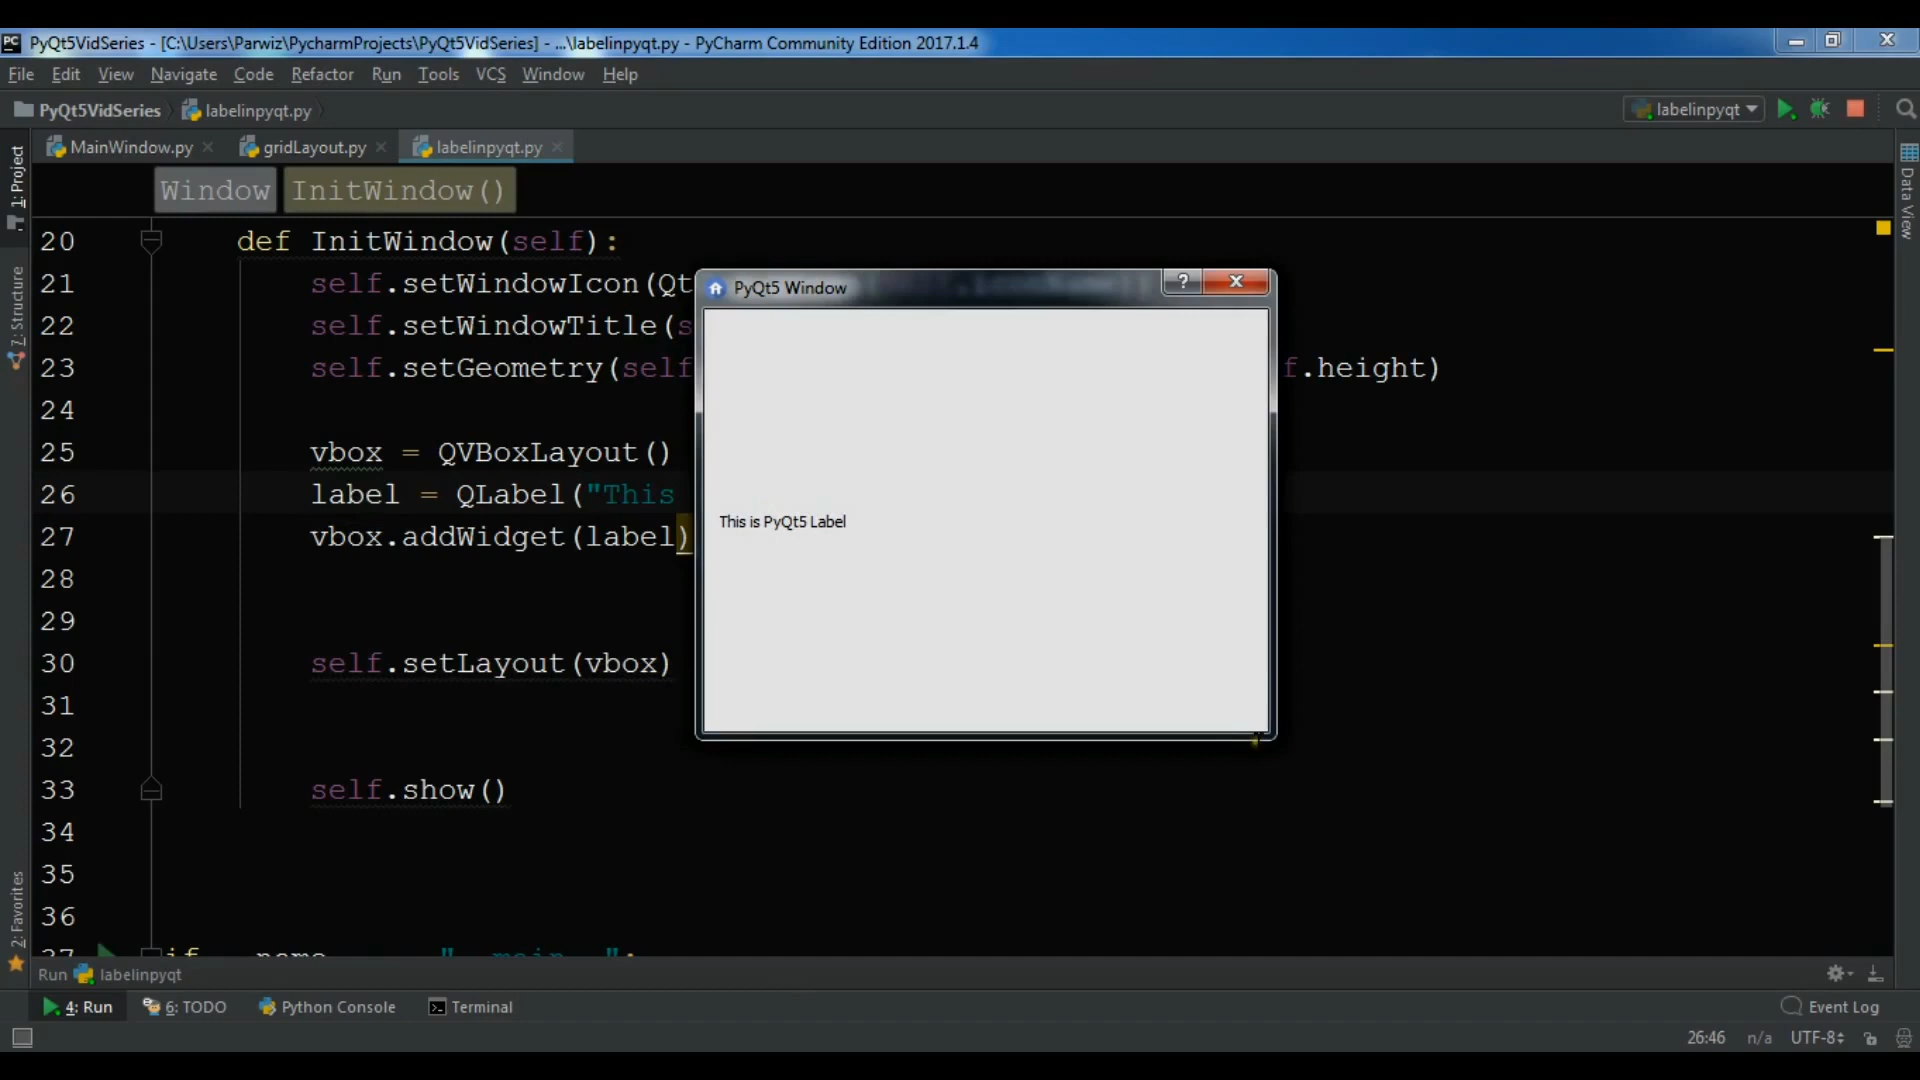 PyQt5VidSeries - [C:\Users\Parwiz\PycharmProjects\PyQt5VidSeries] - ...\labelinpyqt.py - PyCharm Community Edition 2017.1.4
File Edit View Navigate Code Refactor Run Tools VCS Window Help
PyQt5VidSeries labelinpyqt.py labelinpyqt
MainWindow.py gridLayout.py labelinpyqt.py
1: Project
7: Structure
2: Favorites
Data View
Window InitWindow()
20 def InitWindow(self):
21 self.setWindowIcon(Qt
22 self.setWindowTitle(s
23 self.setGeometry(self f.height)
24
25 vbox = QVBoxLayout()
26 label = QLabel("This
27 vbox.addWidget(label)
28
29
30 self.setLayout(vbox)
31
32
33 self.show()
34
35
36
37 if name " main ":
PyQt5 Window ?
This is PyQt5 Label
Run labelinpyqt
4: Run 6: TODO Python Console Terminal Event Log
26:46 n/a UTF-8